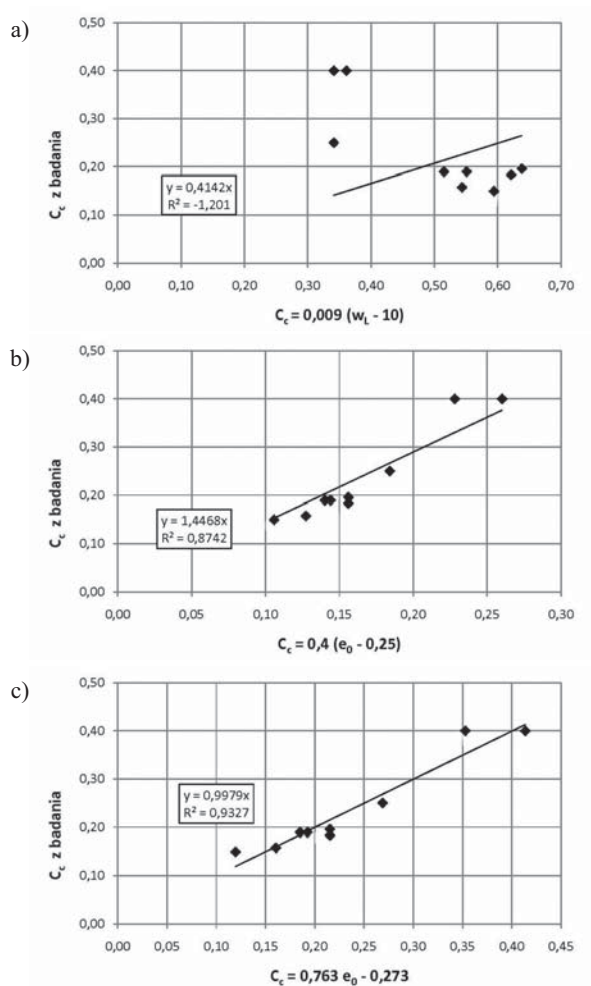 a)
C_c z badania
0,50
0,40
0,30
0,20
0,10
0,00
y = 0,4142x
R² = -1,201
0,00 0,10 0,20 0,30 0,40 0,50 0,60 0,70
C_c = 0,009 (w_L - 10)
b)
C_c z badania
0,50
0,40
0,30
0,20
0,10
0,00
y = 1,4468x
R² = 0,8742
0,00 0,05 0,10 0,15 0,20 0,25 0,30
C_c = 0,4 (e_0 - 0,25)
c)
C_c z badania
0,50
0,40
0,30
0,20
0,10
0,00
y = 0,9979x
R² = 0,9327
0,00 0,05 0,10 0,15 0,20 0,25 0,30 0,35 0,40 0,45
C_c = 0,763 e_0 - 0,273